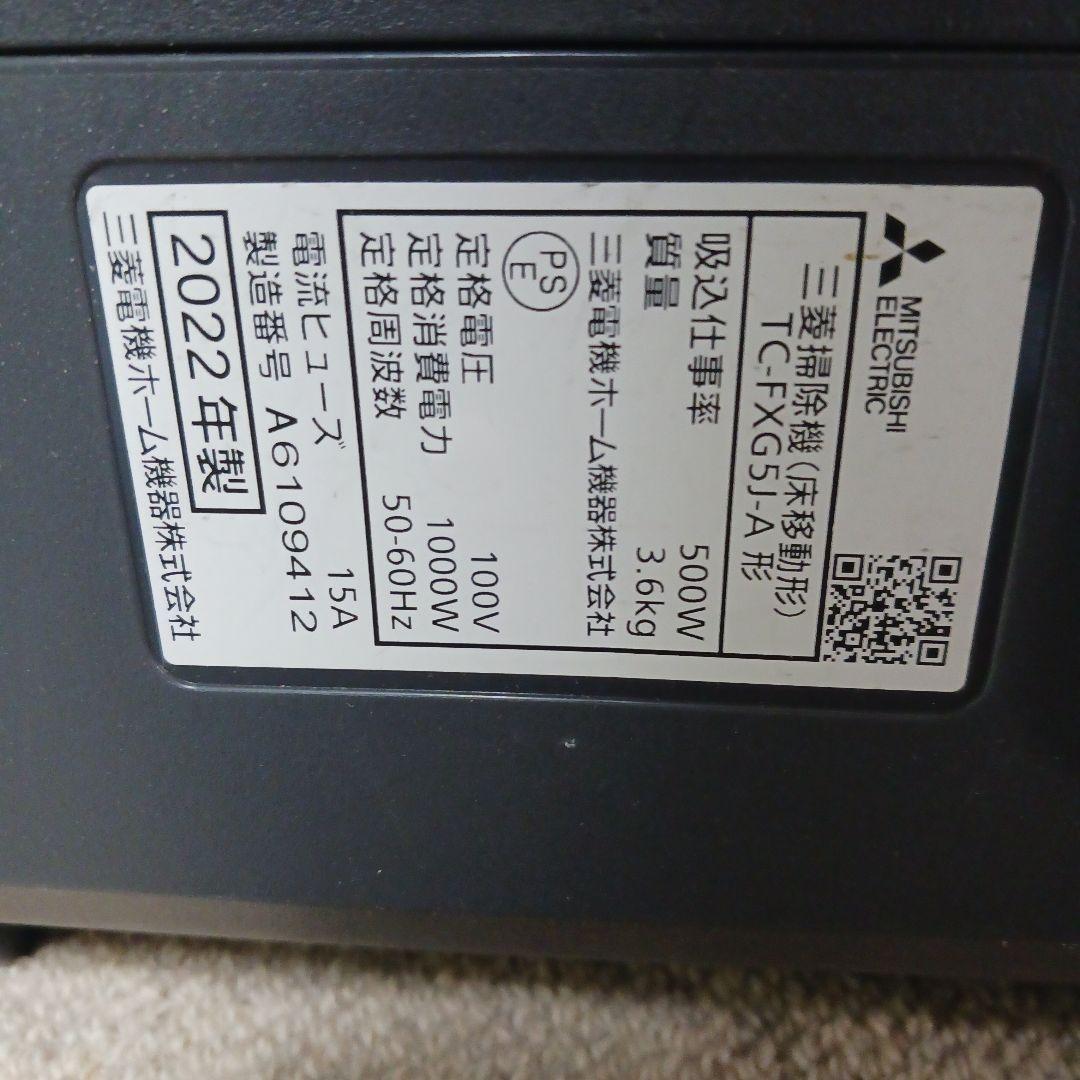 MITSUBISHI
ELECTRIC
三菱掃除機(床移動形)
TC-FXG5J-A形
吸込仕事率 500W
質量 3.6kg
三菱電機ホーム機器株式会社
PS
E
定格電圧 100V
定格消費電力 1000W
定格周波数 50-60Hz
電流ヒューズ 15A
製造番号 A6109412
2022年製
三菱電機ホーム機器株式会社